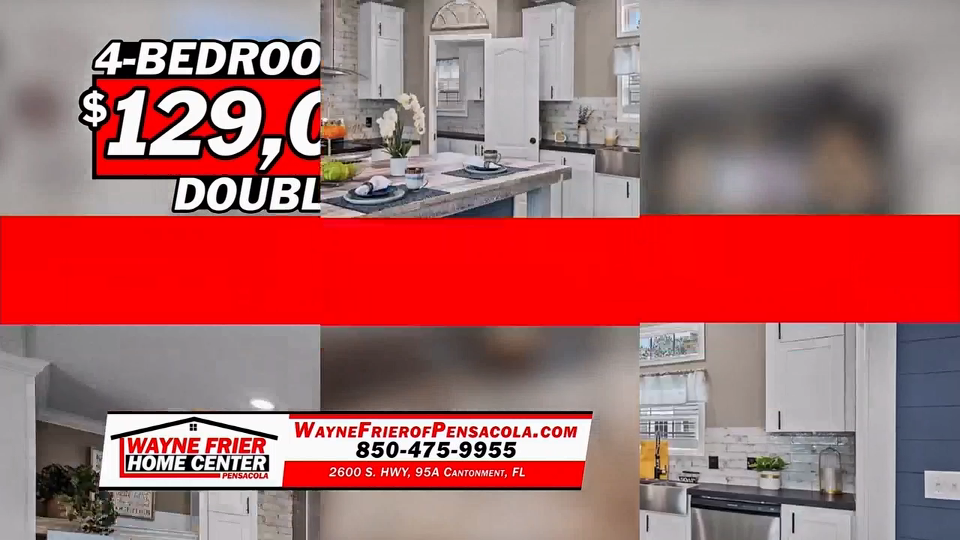 4-BEDROO
$129,0
DOUBL
WAYNE FRIER
HOME CENTER
PENSACOLA
WAYNEFRIEROFPENSACOLA.COM
850-475-9955
2600 S. HWY, 95A CANTONMENT, FL